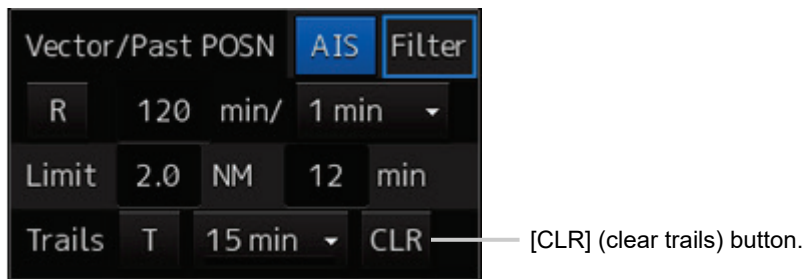 Vector/Past POSN AIS Filter
R 120 min/ 1 min
Limit 2.0 NM 12 min
Trails T 15 min CLR
[CLR] (clear trails) button.